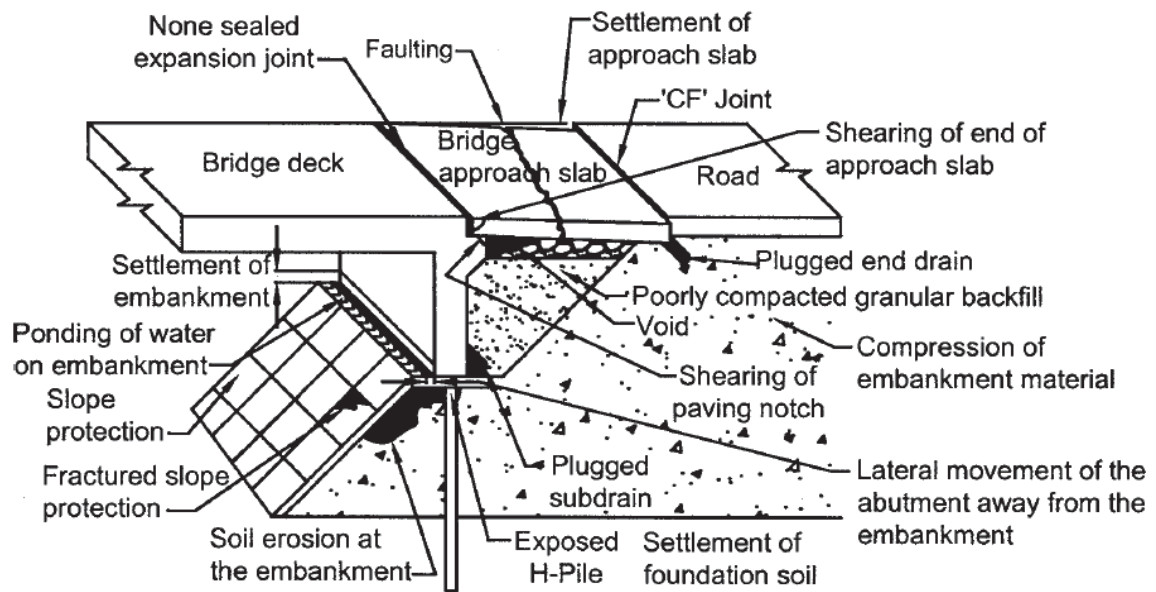 None sealed
expansion joint
Faulting
Settlement of
approach slab
'CF' Joint
Shearing of end of
approach slab
Bridge deck
Bridge
approach slab
Road
Settlement of
embankment
Plugged end drain
Poorly compacted granular backfill
Void
Ponding of water
on embankment
Compression of
embankment material
Shearing of
paving notch
Slope
protection
Fractured slope
protection
Plugged
subdrain
Lateral movement of the
abutment away from the
embankment
Soil erosion at
the embankment
Exposed
H-Pile
Settlement of
foundation soil